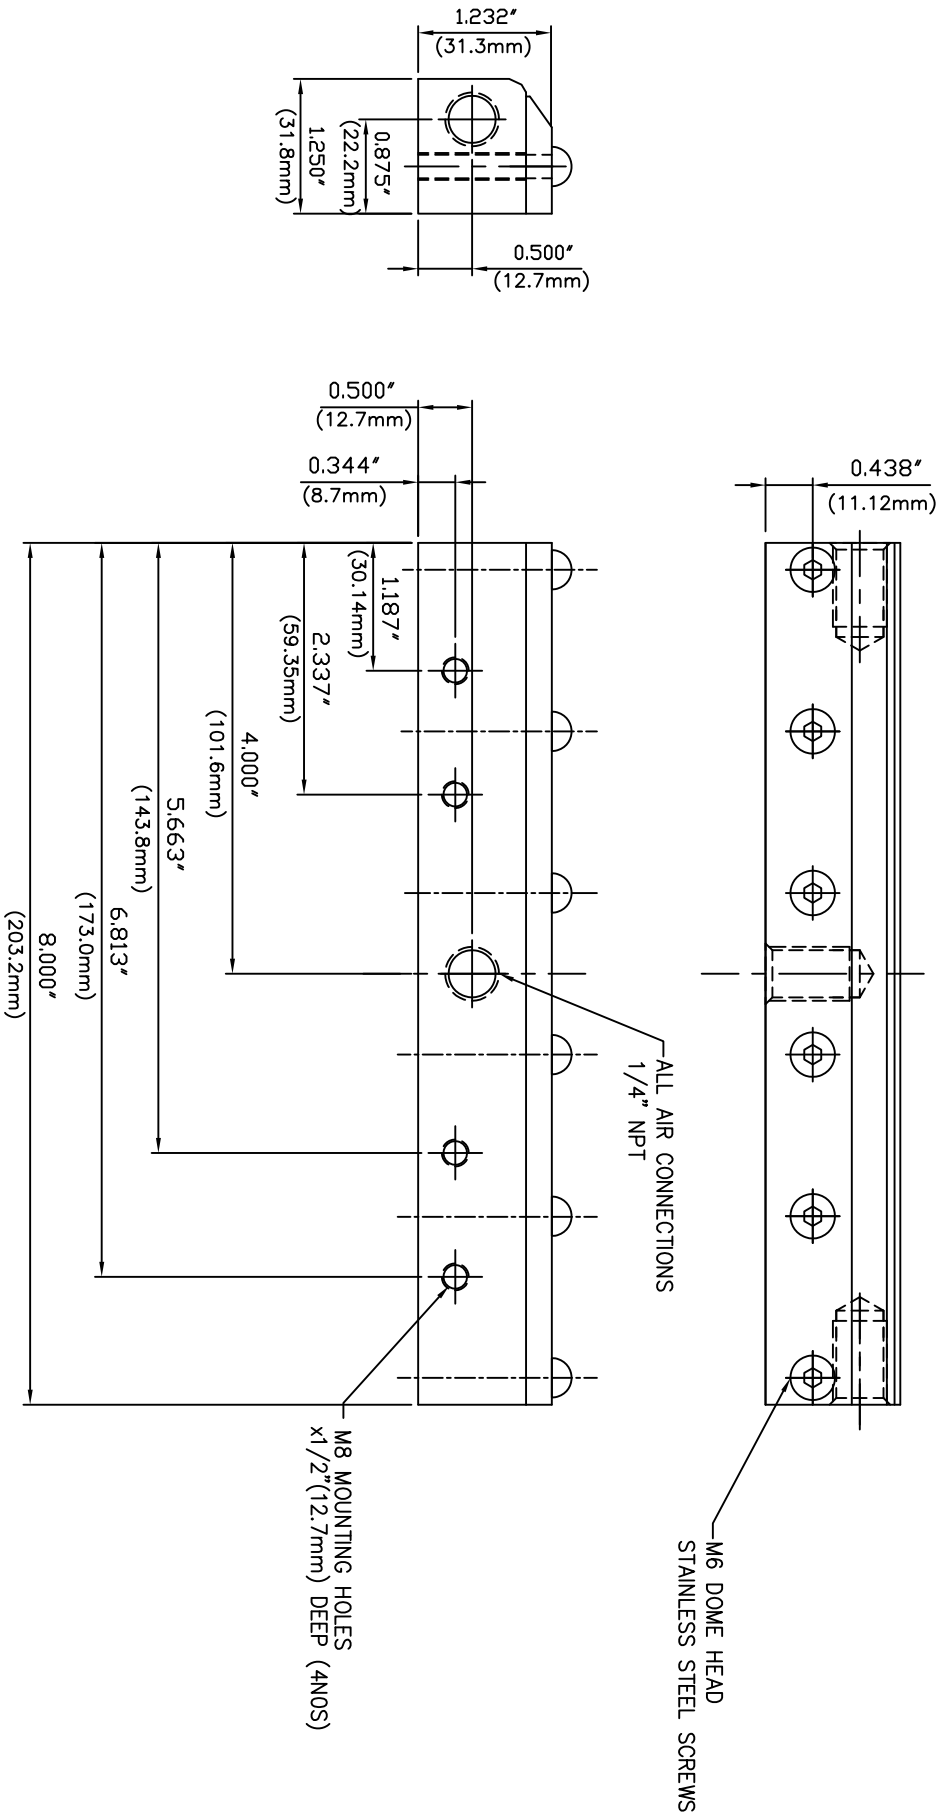 1.232"
(31.3mm)
0.875"
(22.2mm)
1.250"
(31.8mm)
0.500"
(12.7mm)
0.500"
(12.7mm)
0.344"
(8.7mm)
0.438"
(11.12mm)
1.187"
(30.14mm)
2.337"
(59.35mm)
4.000"
(101.6mm)
5.663"
(143.8mm)
6.813"
(173.0mm)
8.000"
(203.2mm)
ALL AIR CONNECTIONS
1/4" NPT
M8 MOUNTING HOLES
x1/2"(12.7mm) DEEP (4NOS)
M6 DOME HEAD
STAINLESS STEEL SCREWS